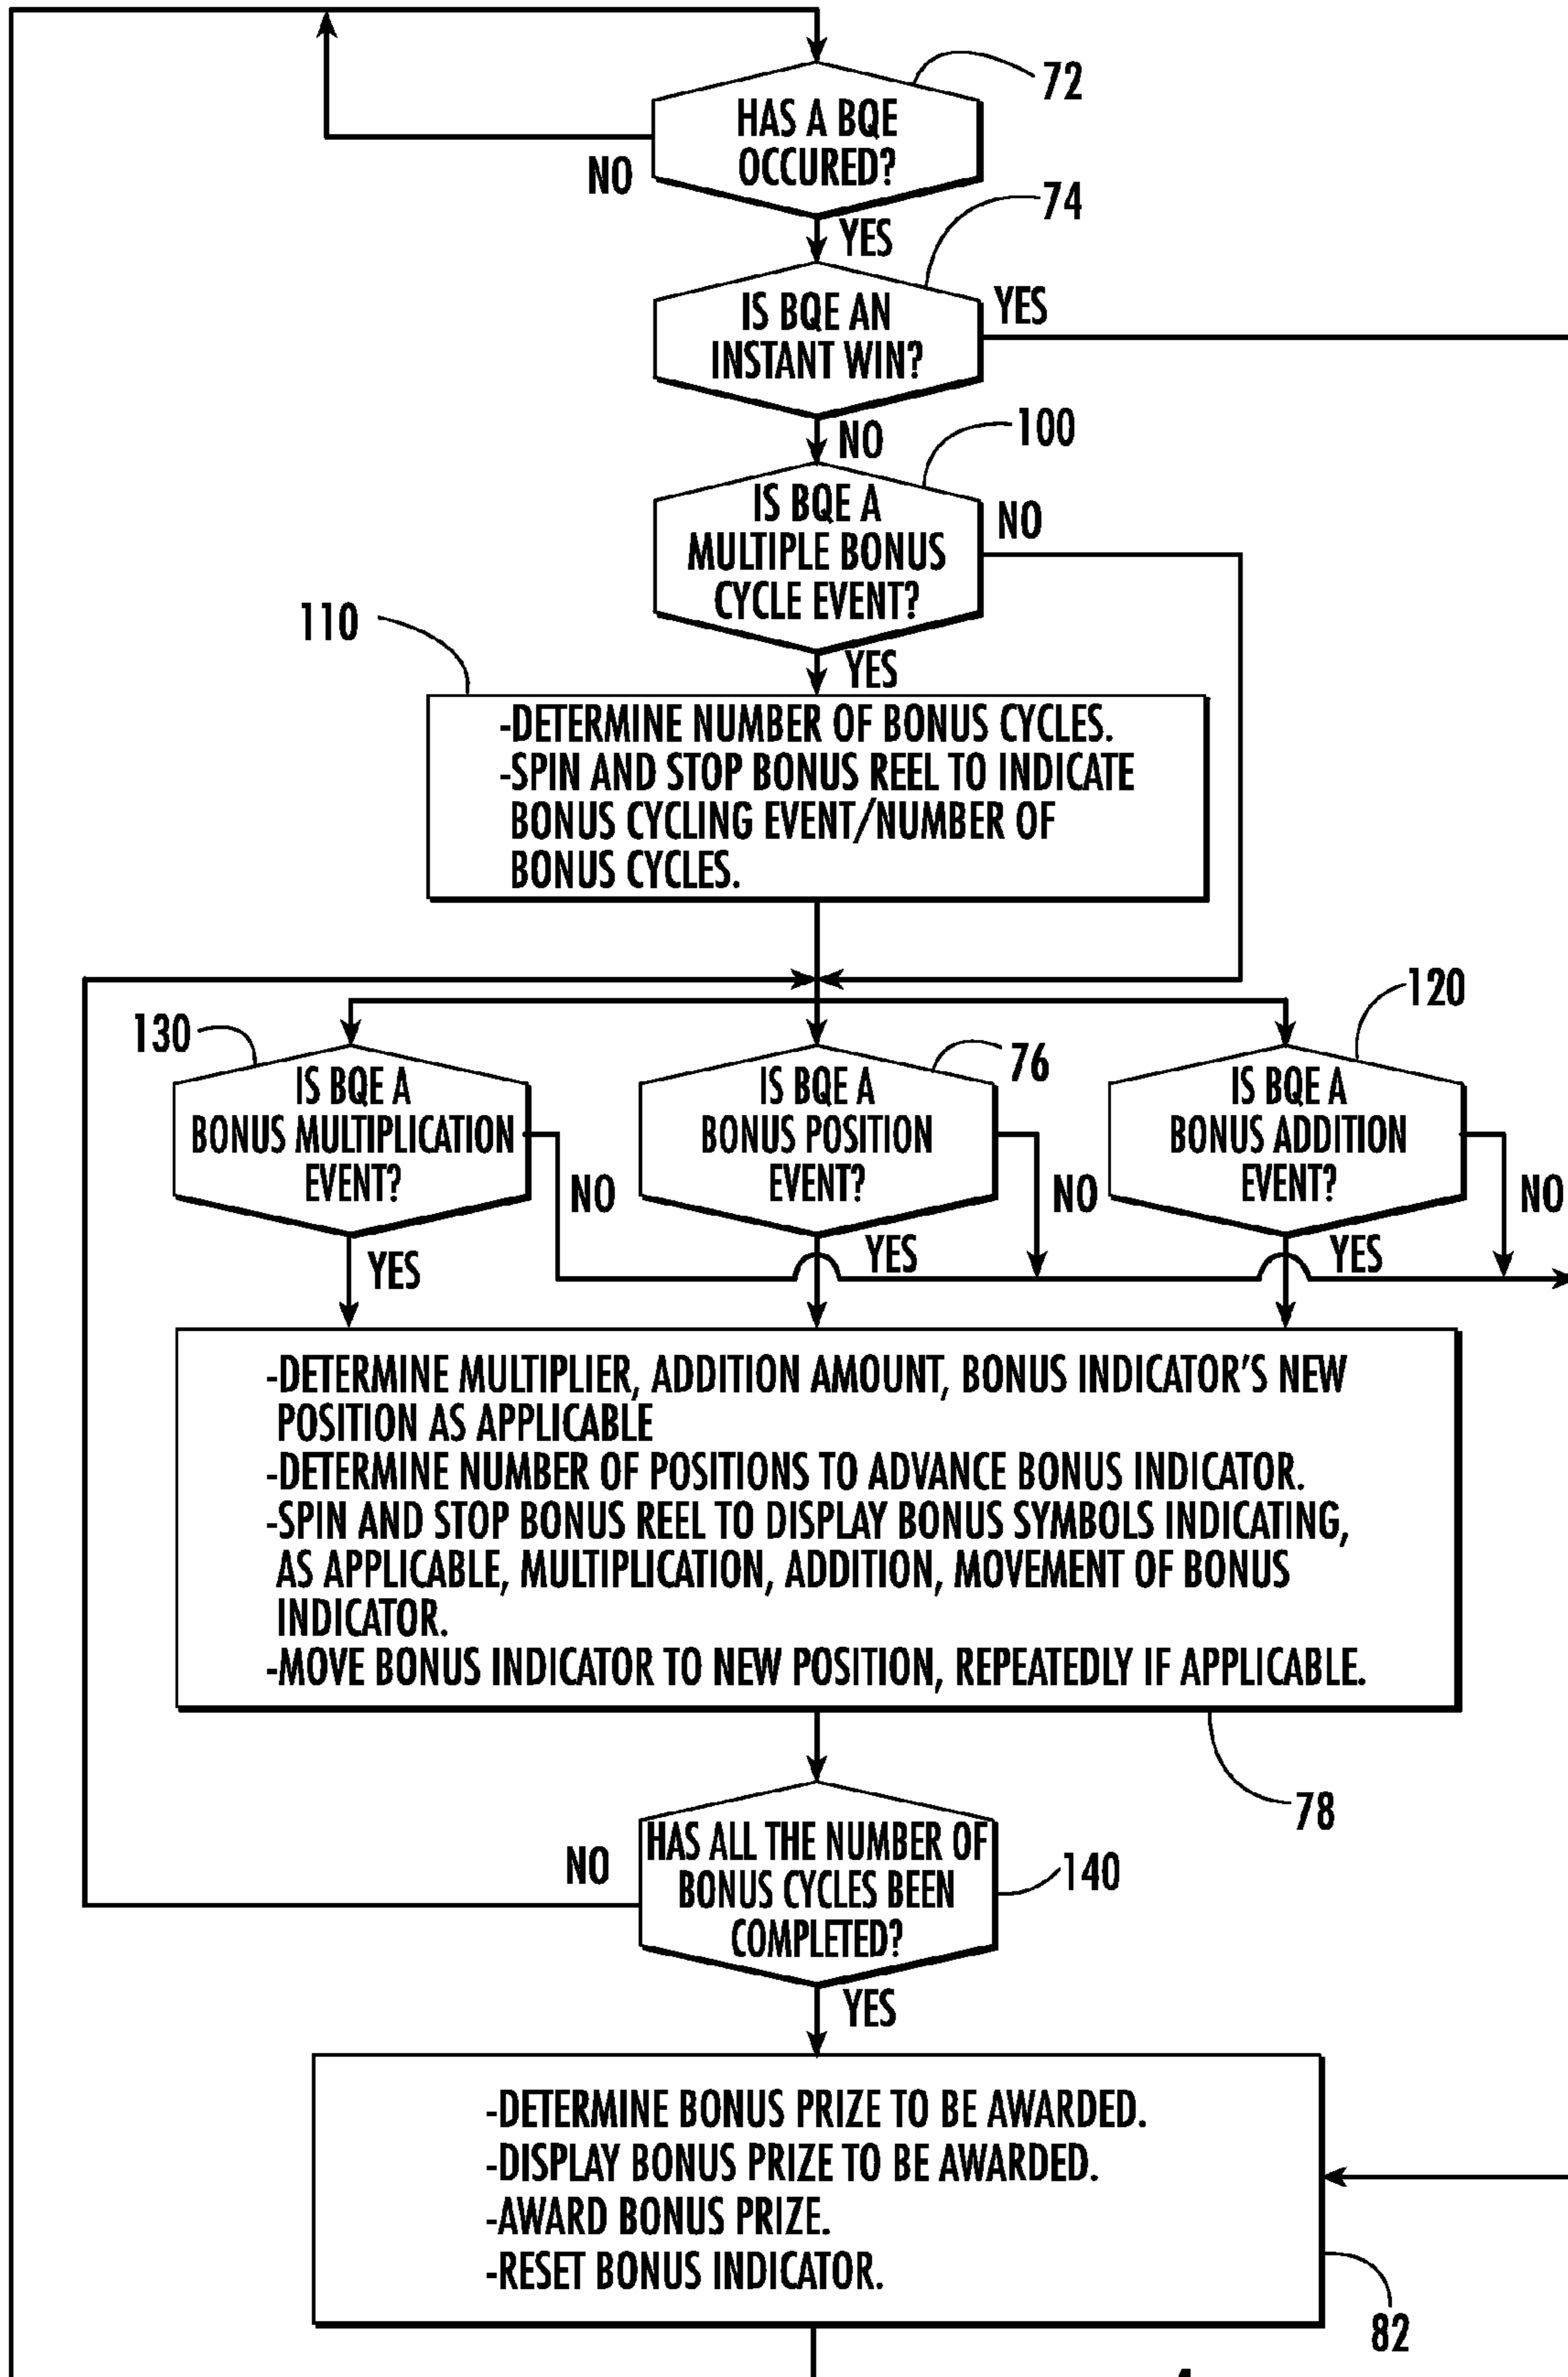 72
HAS A BQE
OCCURED?
NO
74
YES
IS BQE AN
INSTANT WIN?
YES
100
NO
IS BQE A
MULTIPLE BONUS
CYCLE EVENT?
NO
110
YES
-DETERMINE NUMBER OF BONUS CYCLES.
-SPIN AND STOP BONUS REEL TO INDICATE
BONUS CYCLING EVENT/NUMBER OF
BONUS CYCLES.
130
76
120
IS BQE A
BONUS MULTIPLICATION
EVENT?
NO
YES
IS BQE A
BONUS POSITION
EVENT?
NO
YES
IS BQE A
BONUS ADDITION
EVENT?
NO
YES
-DETERMINE MULTIPLIER, ADDITION AMOUNT, BONUS INDICATOR'S NEW
POSITION AS APPLICABLE
-DETERMINE NUMBER OF POSITIONS TO ADVANCE BONUS INDICATOR.
-SPIN AND STOP BONUS REEL TO DISPLAY BONUS SYMBOLS INDICATING,
AS APPLICABLE, MULTIPLICATION, ADDITION, MOVEMENT OF BONUS
INDICATOR.
-MOVE BONUS INDICATOR TO NEW POSITION, REPEATEDLY IF APPLICABLE.
78
HAS ALL THE NUMBER OF
BONUS CYCLES BEEN
COMPLETED?
NO
140
YES
-DETERMINE BONUS PRIZE TO BE AWARDED.
-DISPLAY BONUS PRIZE TO BE AWARDED.
-AWARD BONUS PRIZE.
-RESET BONUS INDICATOR.
82